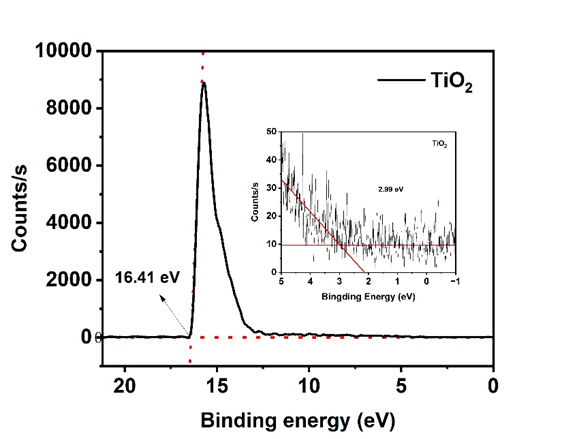 10000
8000
6000
4000
2000
0
Counts/s
TiO2
16.41 eV
50
40
30
20
10
0
Counts/s
TiO2
2.99 eV
5 4 3 2 1 0 −1
Bingding Energy (eV)
20 15 10 5 0
Binding energy (eV)